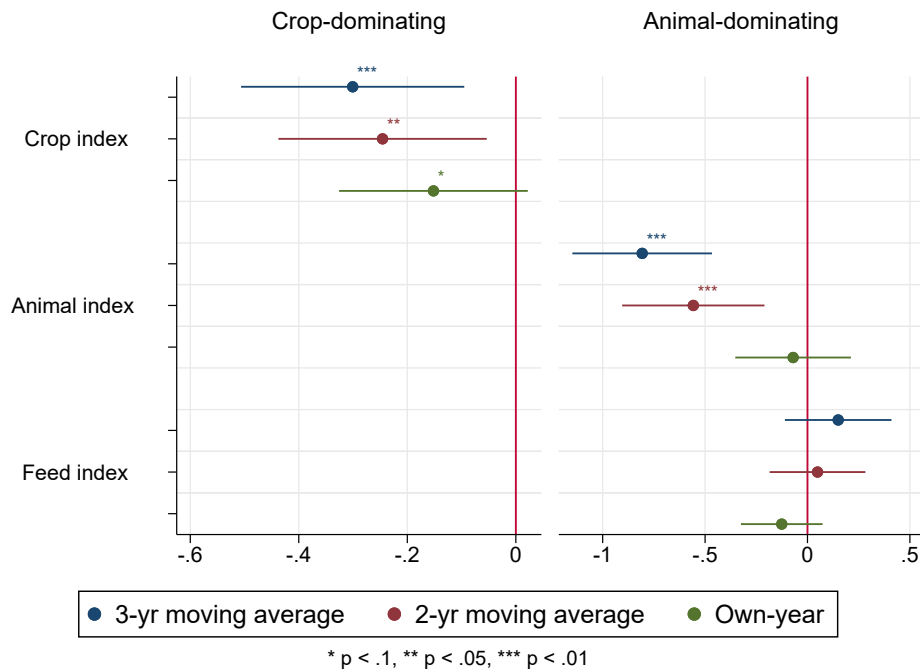 Crop-dominating Animal-dominating
***
Crop index **
*
***
Animal index ***
Feed index
-.6 -.4 -.2 0 -1 -.5 0 .5
3-yr moving average 2-yr moving average Own-year
* p < .1, ** p < .05, *** p < .01